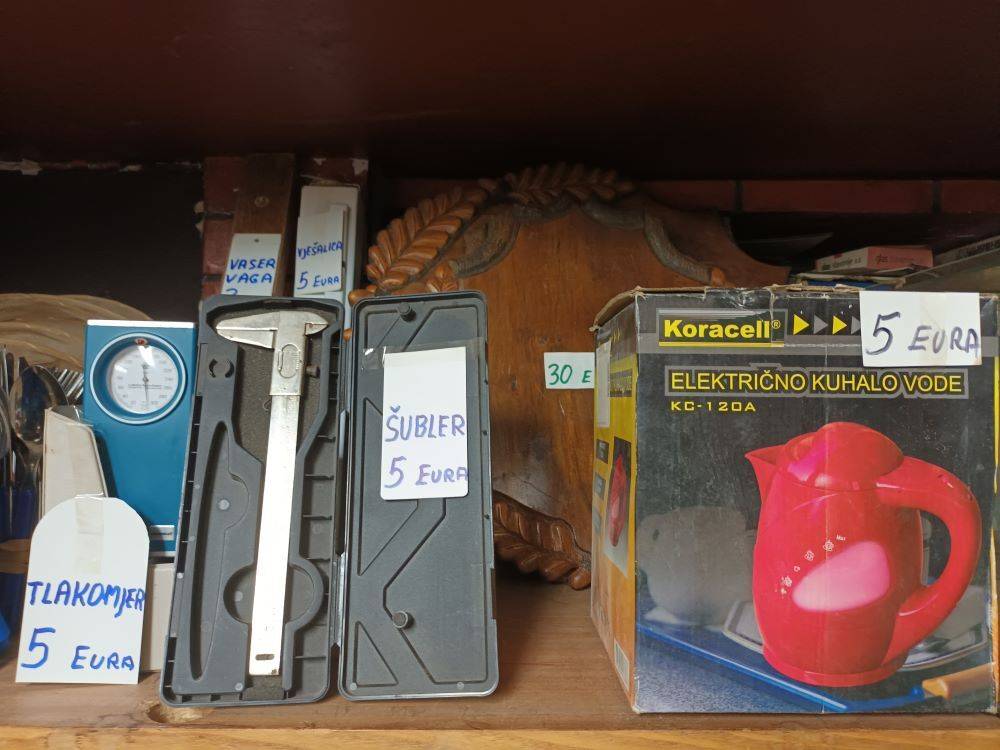 VASER
VAGA
VJEŠALICA
5 EURA
TLAKOMJER
5 EURA
ŠUBLER
5 EURA
30 E
Koracell®
5 EURA
ELEKTRIČNO KUHALO VODE
KC-120A